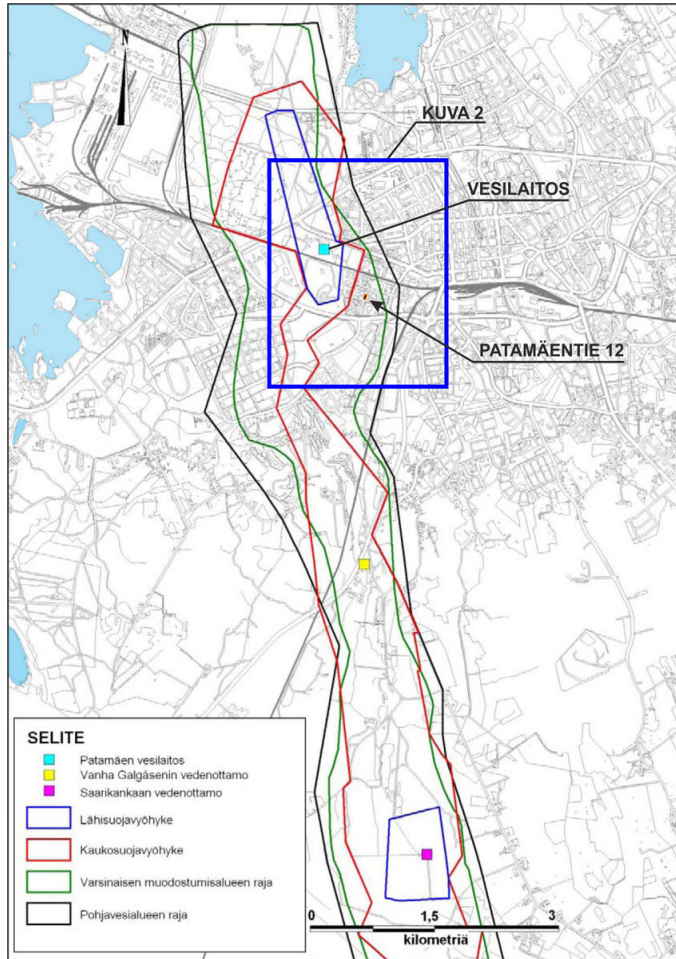 N
KUVA 2
VESILAITOS
PATAMÄENTIE 12
SELITE
Patamäen vesilaitos
Vanha Galgåsenin vedenottamo
Saarikankaan vedenottamo
Lähisuojavyöhyke
Kaukosuojavyöhyke
Varsinaisen muodostumisalueen raja
Pohjavesialueen raja
0 1,5 3
kilometriä